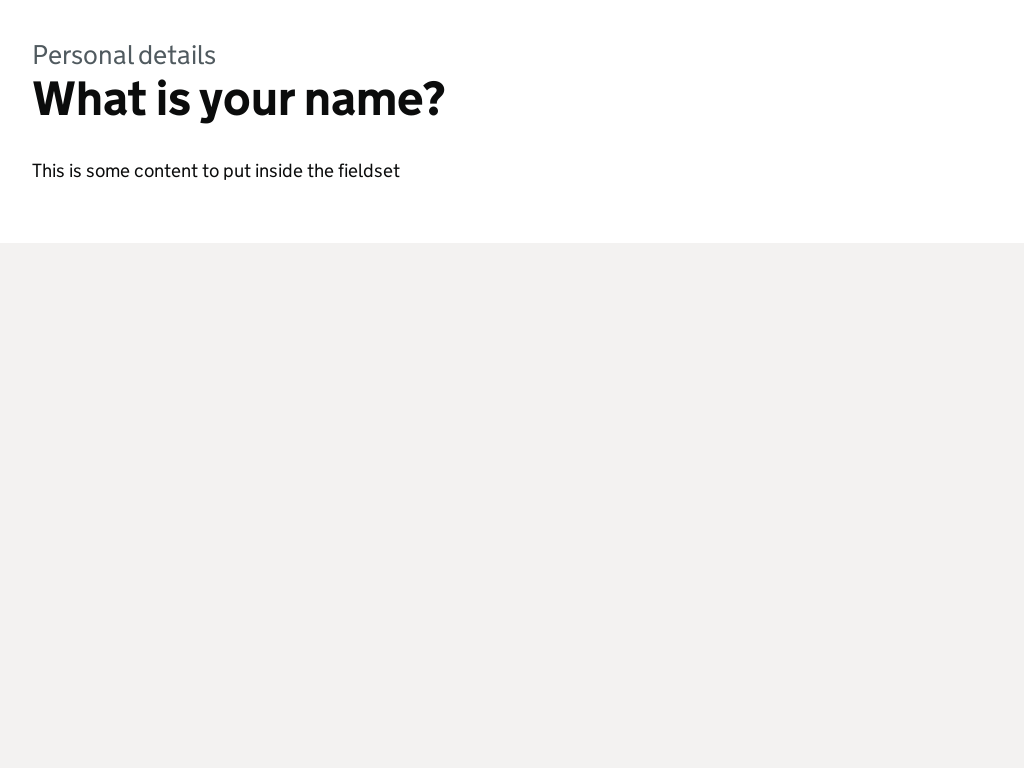 Personal details
What is your name?
This is some content to put inside the fieldset